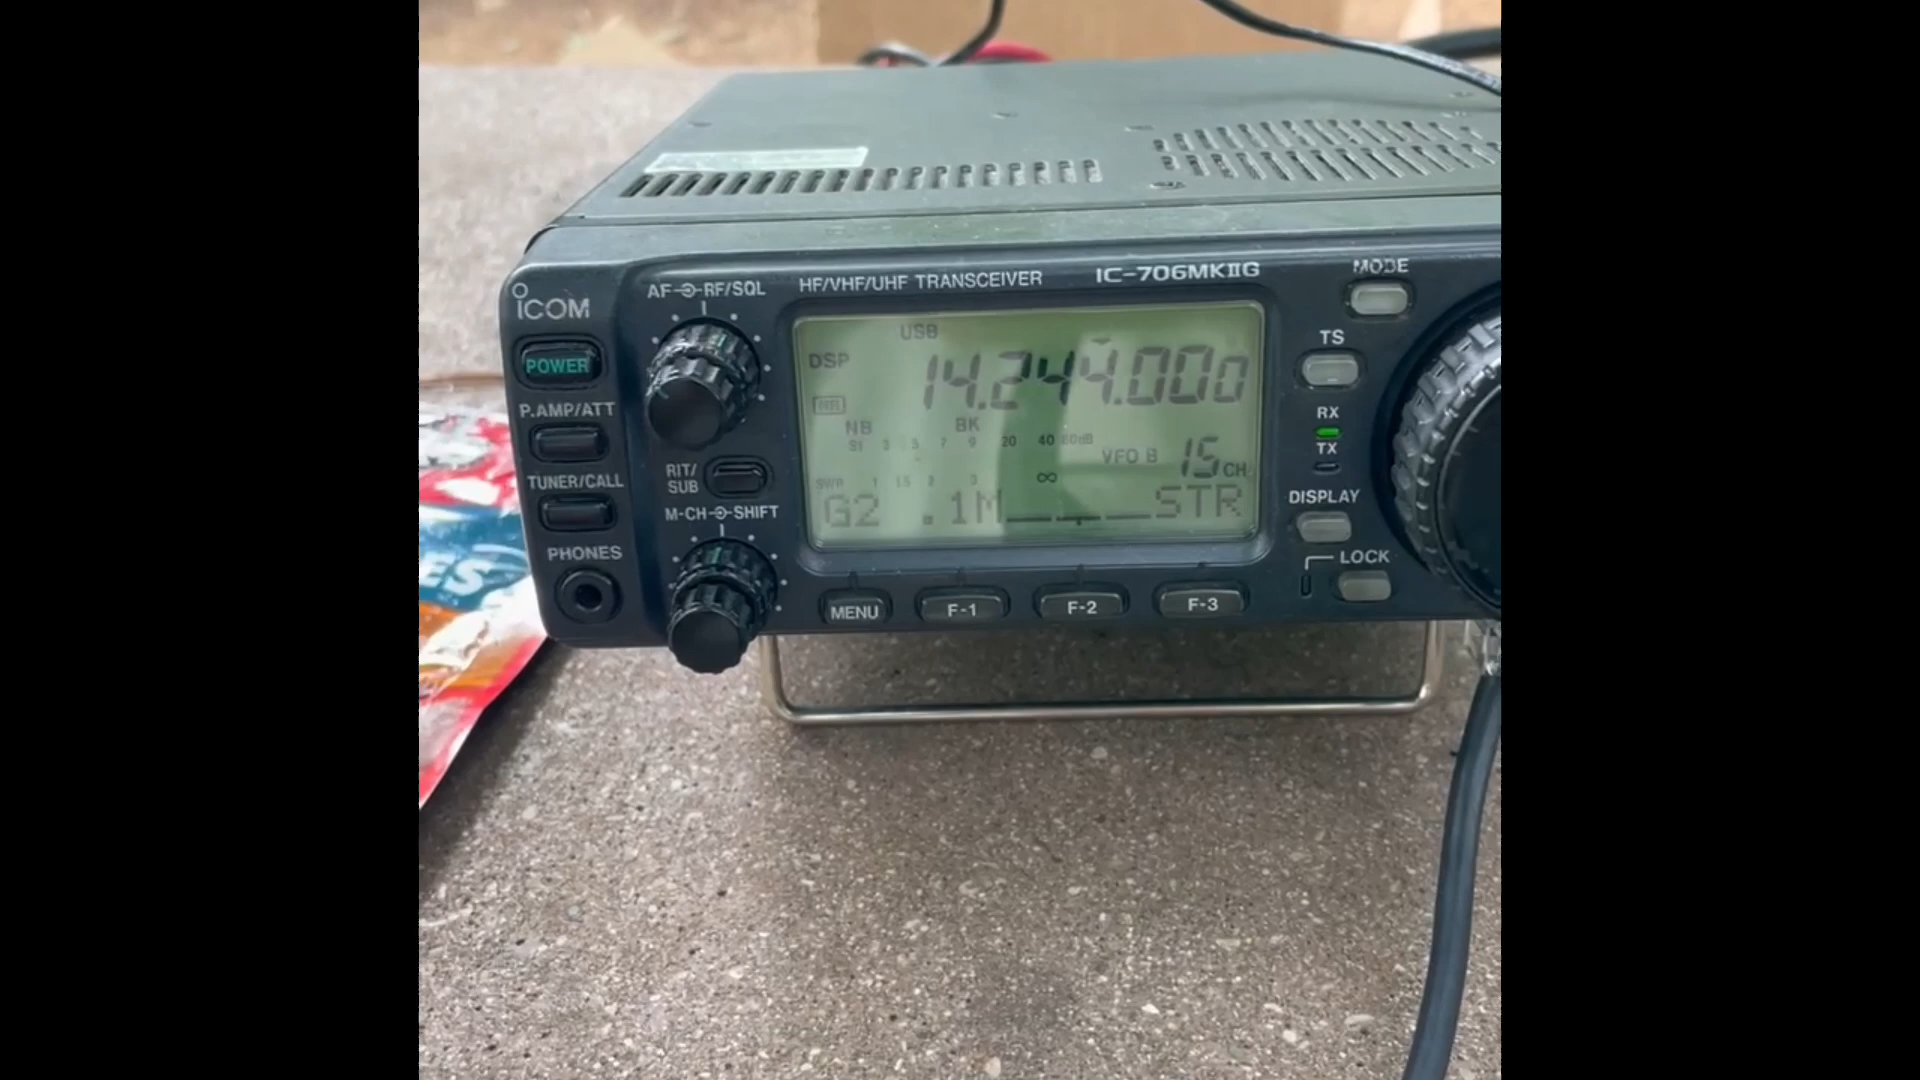 ICOM
HF/VHF/UHF TRANSCEIVER
IC-706MKIIG
MODE
AF RF/SQL
POWER
P.AMP/ATT
TUNER/CALL
PHONES
RIT/
SUB
M-CH SHIFT
USB
DSP
14.244.000
NB
BK
S1 3 5 7 9 20 40 60dB
VFO B 15 CH
SWR 1 1.5 2 3 ∞
G2 .1M STR
TS
RX
TX
DISPLAY
LOCK
MENU
F-1
F-2
F-3
ES